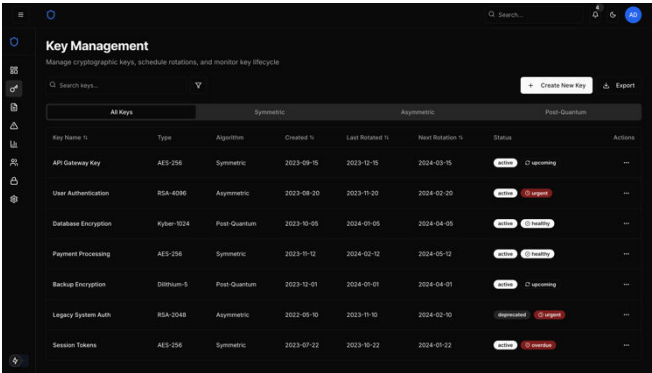 Search...
4
AD
Key Management
Manage cryptographic keys, schedule rotations, and monitor key lifecycle
Search keys...
+ Create New Key
Export
All Keys Symmetric Asymmetric Post-Quantum
Key Name Type Algorithm Created Last Rotated Next Rotation Status Actions
API Gateway Key AES-256 Symmetric 2023-09-15 2023-12-15 2024-03-15 active upcoming ...
User Authentication RSA-4096 Asymmetric 2023-08-20 2023-11-20 2024-02-20 active urgent ...
Database Encryption Kyber-1024 Post-Quantum 2023-10-05 2024-01-05 2024-04-05 active healthy ...
Payment Processing AES-256 Symmetric 2023-11-12 2024-02-12 2024-05-12 active healthy ...
Backup Encryption Dilithium-5 Post-Quantum 2023-12-01 2024-01-01 2024-04-01 active upcoming ...
Legacy System Auth RSA-2048 Asymmetric 2022-05-10 2023-11-10 2024-02-10 deprecated urgent ...
Session Tokens AES-256 Symmetric 2023-07-22 2023-10-22 2024-01-22 active overdue ...